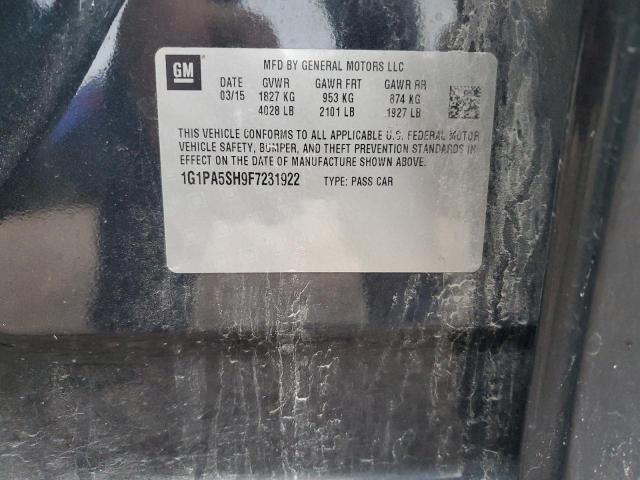 GM
MFD BY GENERAL MOTORS LLC
DATE GVWR GAWR FRT GAWR RR
03/15 1827 KG 953 KG 874 KG
4028 LB 2101 LB 1927 LB
THIS VEHICLE CONFORMS TO ALL APPLICABLE U.S. FEDERAL MOTOR
VEHICLE SAFETY, BUMPER, AND THEFT PREVENTION STANDARDS IN
EFFECT ON THE DATE OF MANUFACTURE SHOWN ABOVE.
1G1PA5SH9F7231922 TYPE: PASS CAR